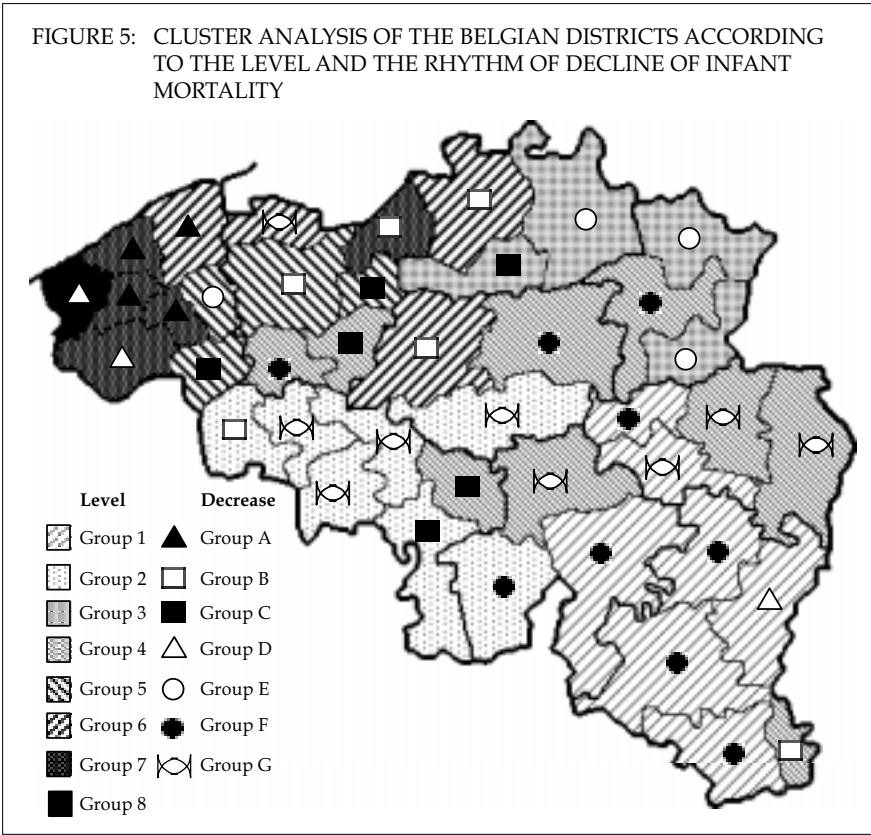 FIGURE 5: CLUSTER ANALYSIS OF THE BELGIAN DISTRICTS ACCORDING
TO THE LEVEL AND THE RHYTHM OF DECLINE OF INFANT
MORTALITY
Level Decrease
Group 1 Group A
Group 2 Group B
Group 3 Group C
Group 4 Group D
Group 5 Group E
Group 6 Group F
Group 7 Group G
Group 8